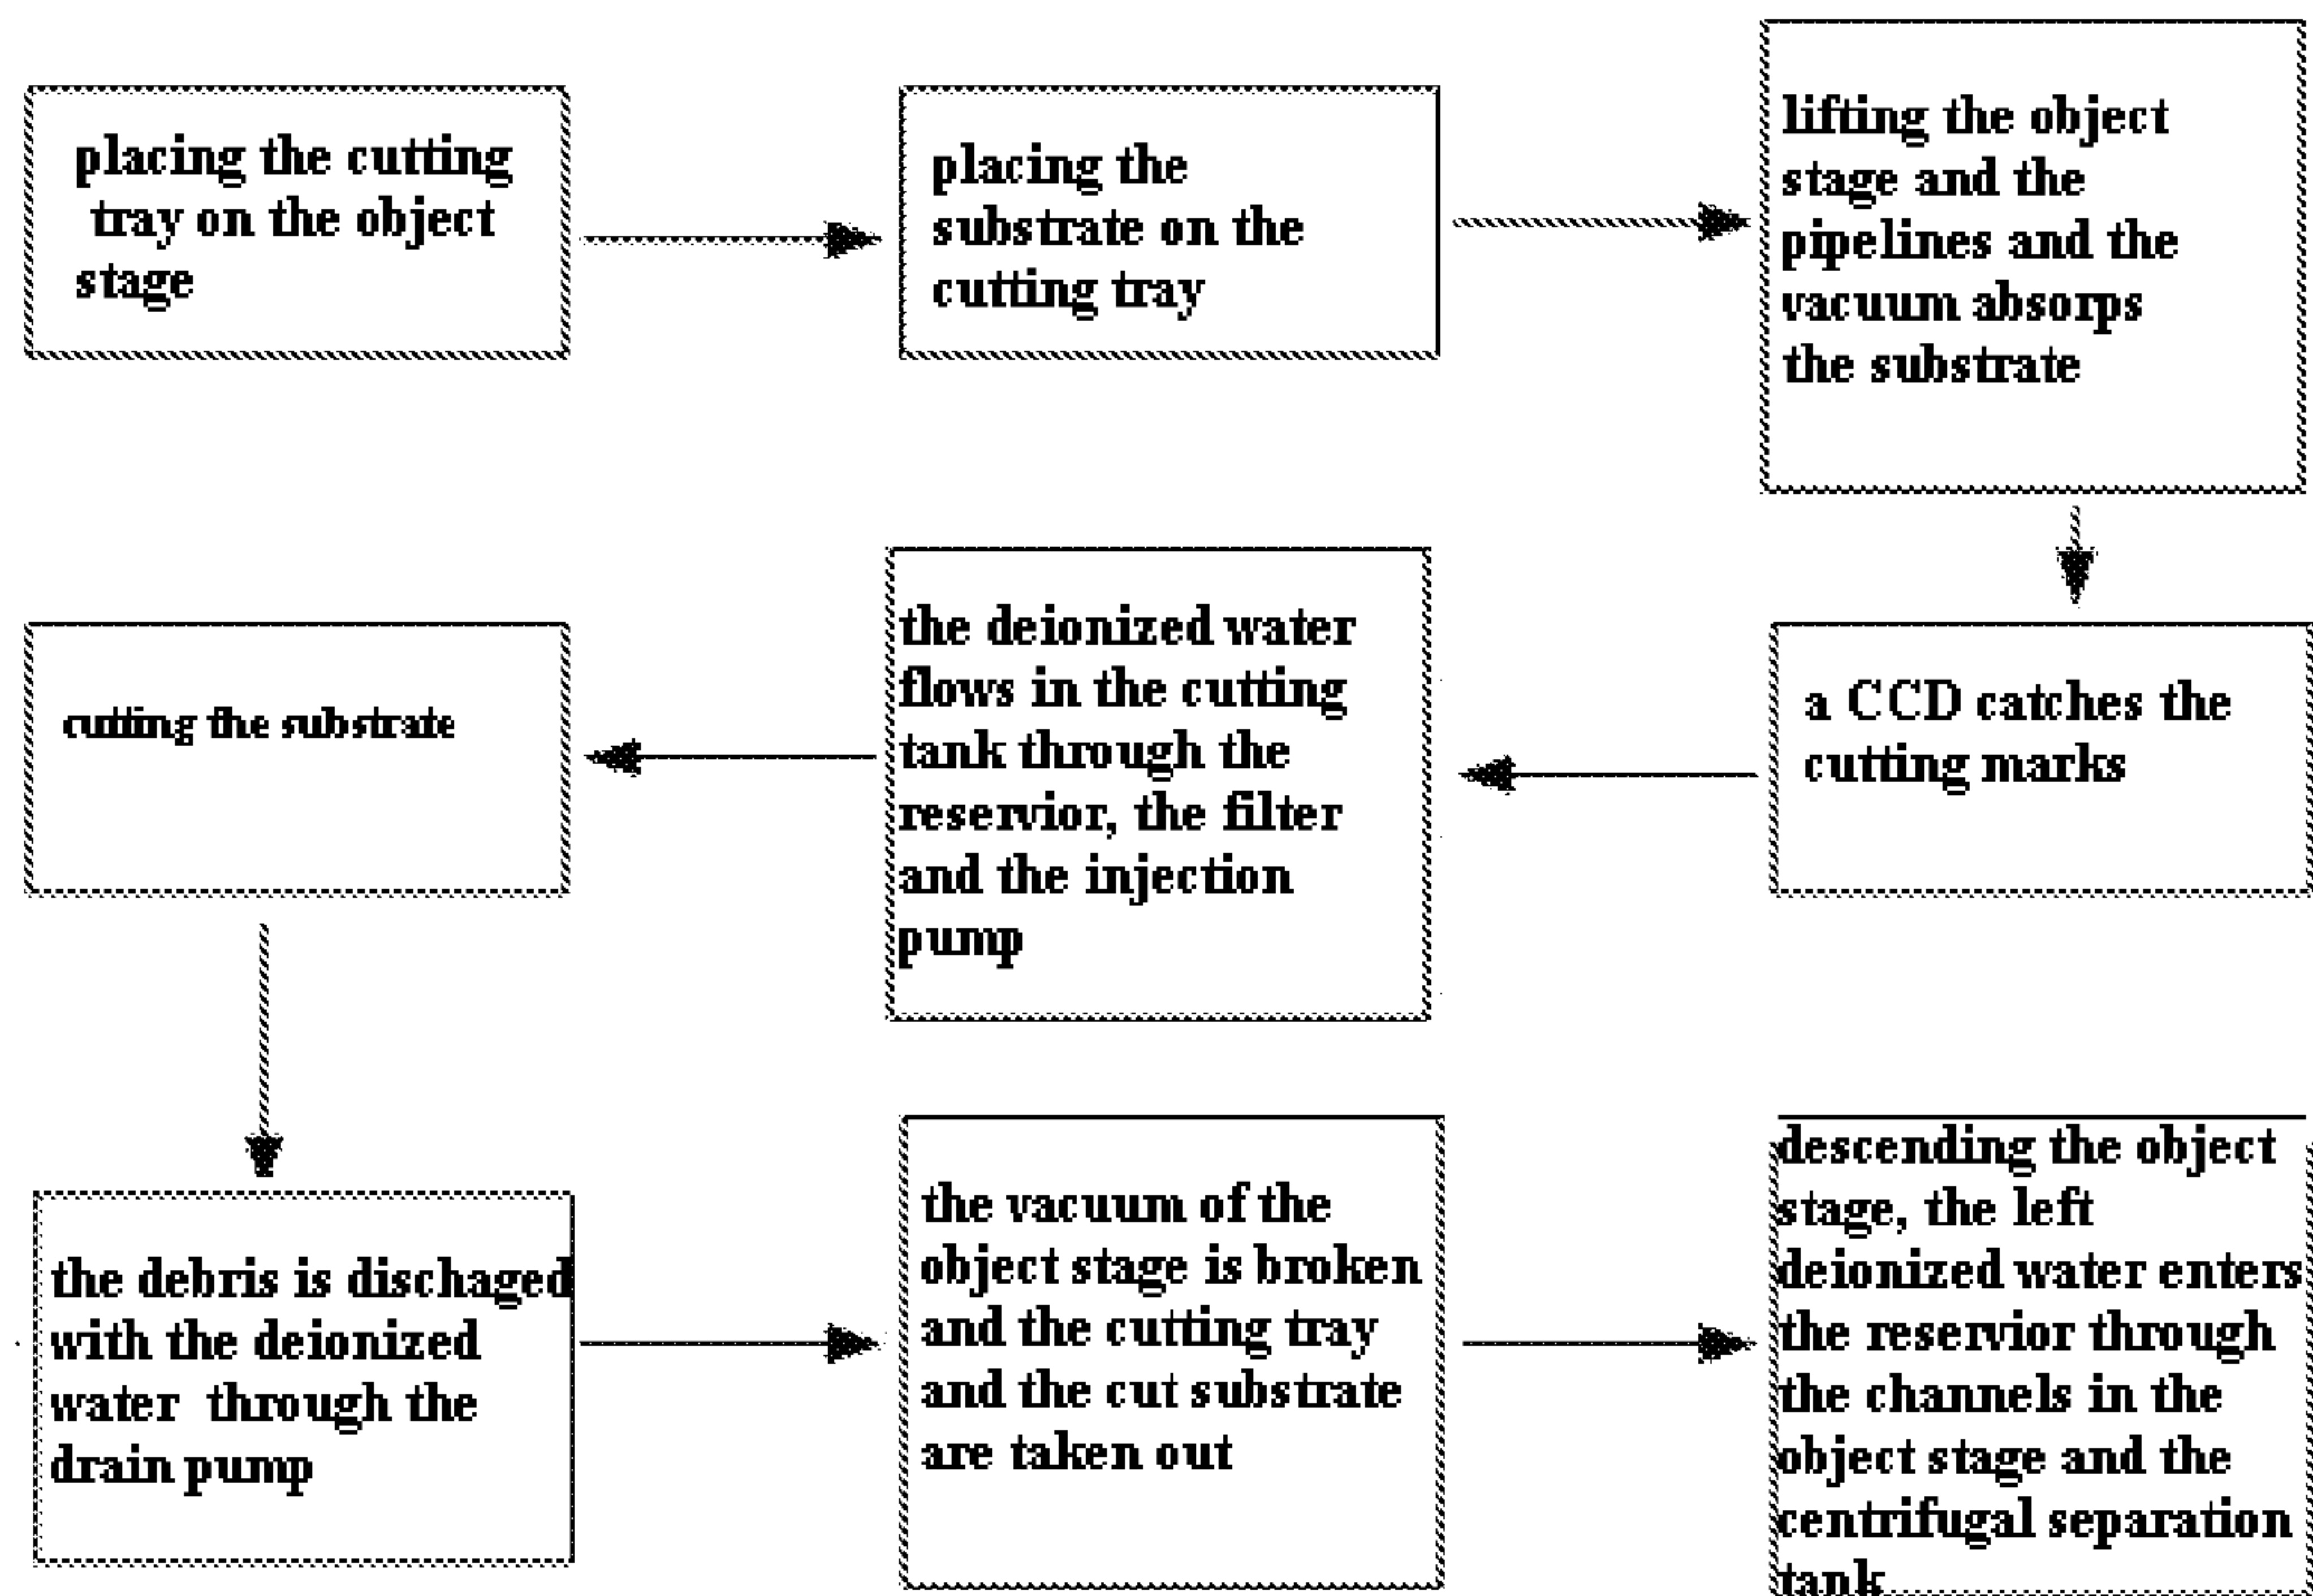 placing the cutting
tray on the object
stage
placing the
substrate on the
cutting tray
lifting the object
stage and the
pipelines and the
vacuum absorps
the substrate
a CCD catches the
cutting marks
the deionized water
flows in the cutting
tank through the
reservior, the filter
and the injection
pump
cutting the substrate
the debris is dischaged
with the deionized
water through the
drain pump
the vacuum of the
object stage is broken
and the cutting tray
and the cut substrate
are taken out
descending the object
stage, the left
deionized water enters
the reservior through
the channels in the
object stage and the
centrifugal separation
tank